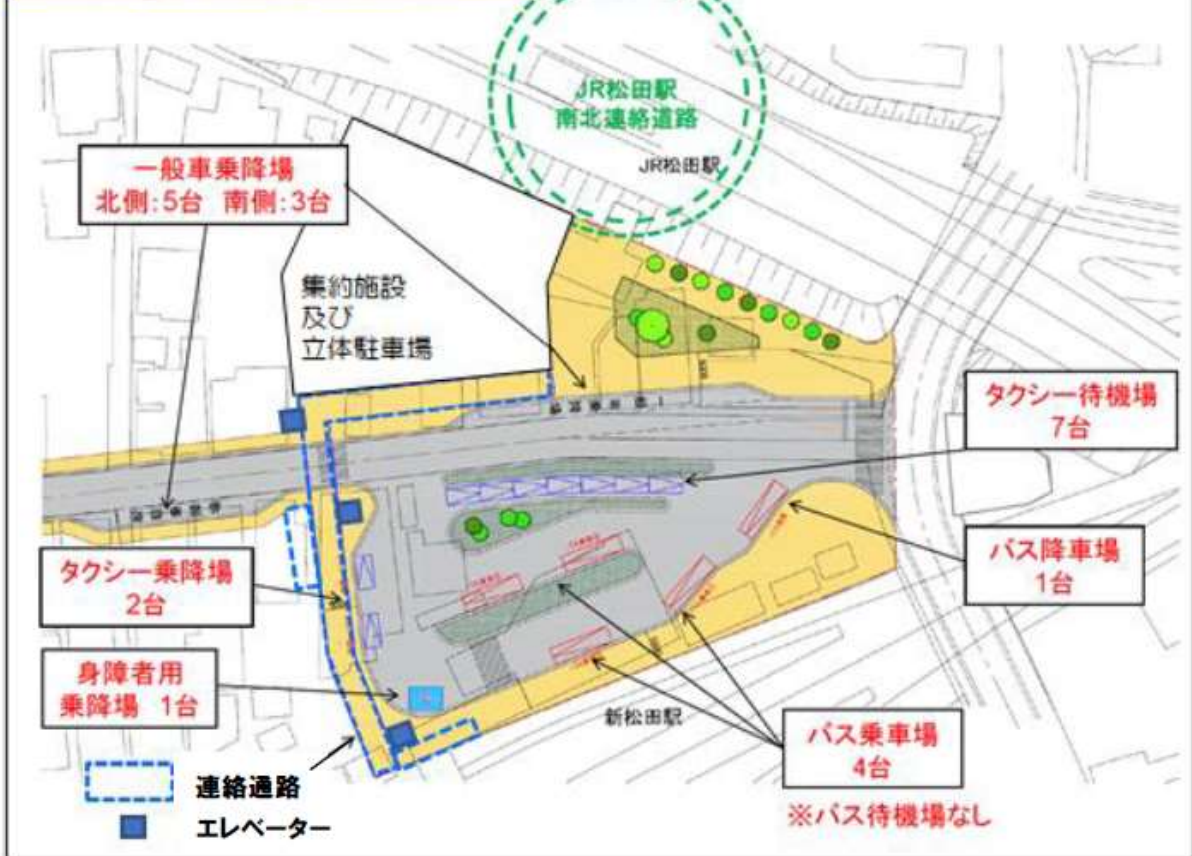 JR松田駅
南北連絡道路
JR松田駅
一般車乗降場
北側:5台 南側:3台
集約施設
及び
立体駐車場
タクシー待機場
7台
タクシー乗降場
2台
バス降車場
1台
身障者用
乗降場 1台
新松田駅
バス乗車場
4台
※バス待機場なし
連絡通路
エレベーター